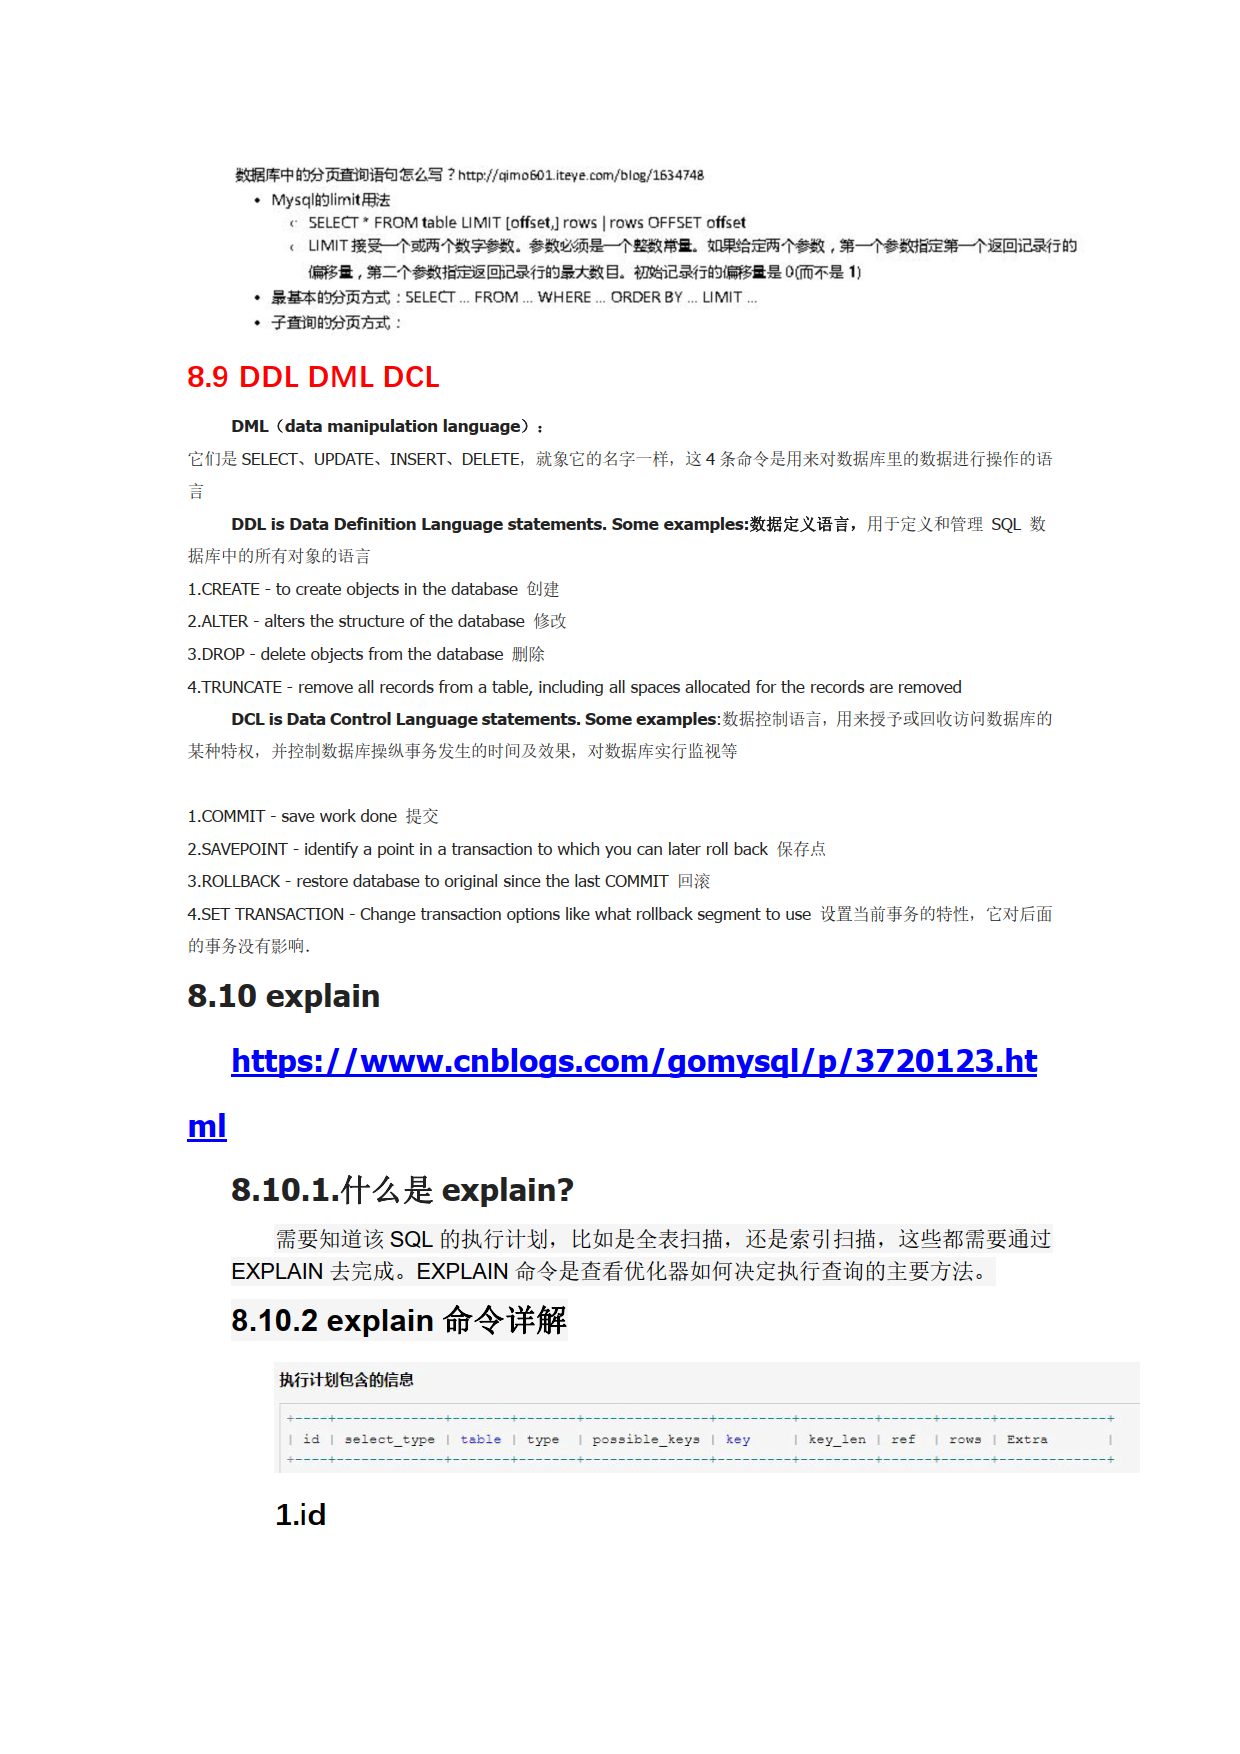 数据库中的分页查询语句怎么写？http://qimo601.iteye.com/blog/1634748
• Mysql的limit用法
SELECT * FROM table LIMIT [offset,] rows | rows OFFSET offset
LIMIT 接受一个或两个数字参数。参数必须是一个整数常量。如果给定两个参数，第一个参数指定第一个返回记录行的
偏移量，第二个参数指定返回记录行的最大数目。初始记录行的偏移量是 0(而不是 1)
• 最基本的分页方式：SELECT ... FROM ... WHERE ... ORDER BY ... LIMIT ...
• 子查询的分页方式：
8.9 DDL DML DCL
DML（data manipulation language）：
它们是 SELECT、UPDATE、INSERT、DELETE，就象它的名字一样，这 4 条命令是用来对数据库里的数据进行操作的语
言
DDL is Data Definition Language statements. Some examples:数据定义语言，用于定义和管理 SQL 数
据库中的所有对象的语言
1.CREATE - to create objects in the database 创建
2.ALTER - alters the structure of the database 修改
3.DROP - delete objects from the database 删除
4.TRUNCATE - remove all records from a table, including all spaces allocated for the records are removed
DCL is Data Control Language statements. Some examples:数据控制语言，用来授予或回收访问数据库的
某种特权，并控制数据库操纵事务发生的时间及效果，对数据库实行监视等
1.COMMIT - save work done 提交
2.SAVEPOINT - identify a point in a transaction to which you can later roll back 保存点
3.ROLLBACK - restore database to original since the last COMMIT 回滚
4.SET TRANSACTION - Change transaction options like what rollback segment to use 设置当前事务的特性，它对后面
的事务没有影响．
8.10 explain
https://www.cnblogs.com/gomysql/p/3720123.ht
ml
8.10.1.什么是 explain?
需要知道该 SQL 的执行计划，比如是全表扫描，还是索引扫描，这些都需要通过
EXPLAIN 去完成。EXPLAIN 命令是查看优化器如何决定执行查询的主要方法。
8.10.2 explain 命令详解
执行计划包含的信息
+----+-------------+-------+-------+---------------+---------+---------+------+------+-------------+
| id | select_type | table | type | possible_keys | key | key_len | ref | rows | Extra |
+----+-------------+-------+-------+---------------+---------+---------+------+------+-------------+
1.id